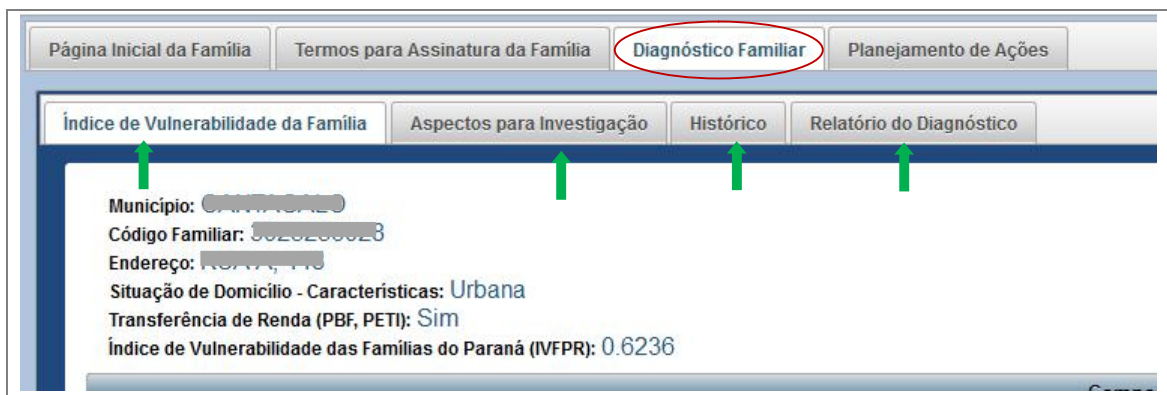 Página Inicial da Família Termos para Assinatura da Família Diagnóstico Familiar Planejamento de Ações
Índice de Vulnerabilidade da Família Aspectos para Investigação Histórico Relatório do Diagnóstico
Município:
Código Familiar:
Endereço:
Situação de Domicílio - Características: Urbana
Transferência de Renda (PBF, PETI): Sim
Índice de Vulnerabilidade das Famílias do Paraná (IVFPR): 0.6236